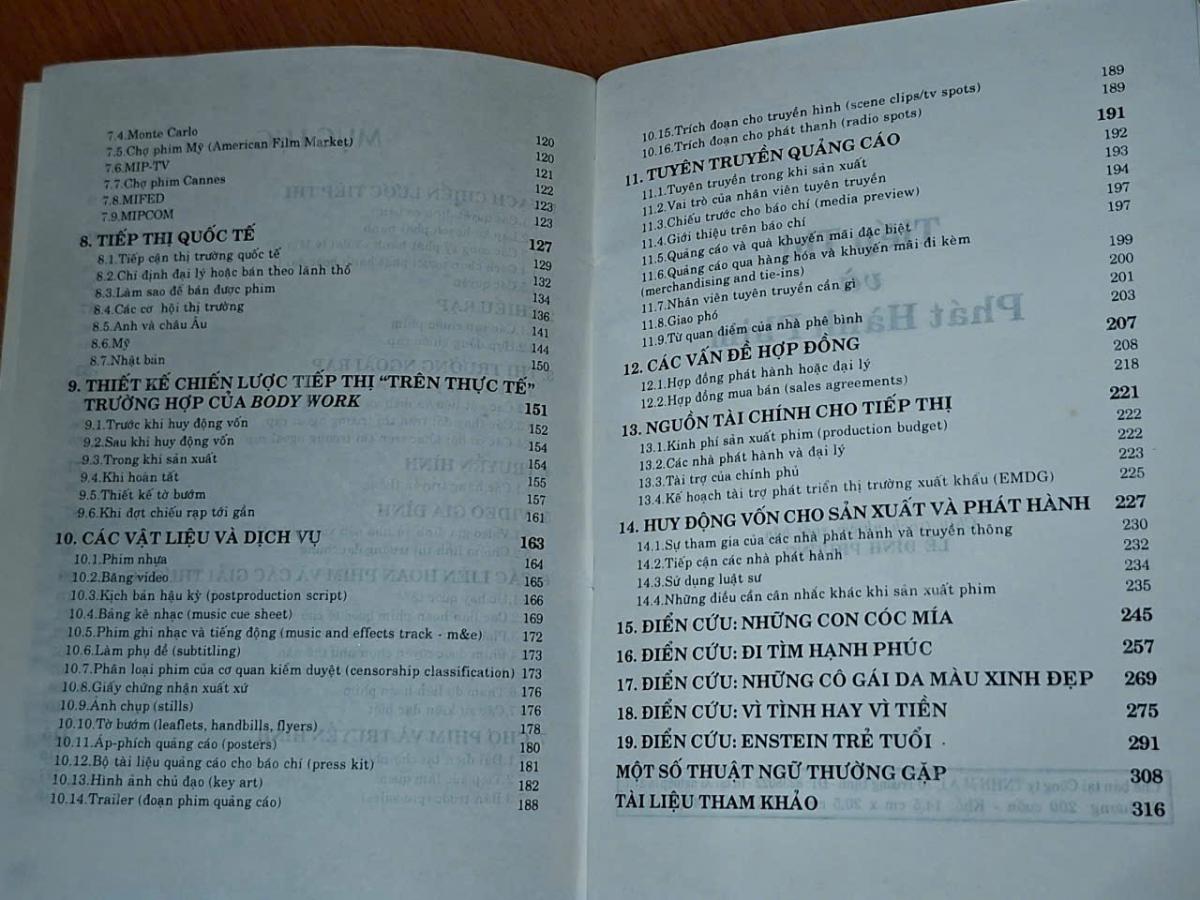 7.4.Monte Carlo 120
7.5.Chợ phim Mỹ (American Film Market) 120
7.6.MIP-TV 121
7.7.Chợ phim Cannes 122
7.8.MIFED 123
7.9.MIPCOM 123
8. TIẾP THỊ QUỐC TẾ 127
8.1.Tiếp cận thị trường quốc tế 129
8.2.Chỉ định đại lý hoặc bán theo lãnh thổ 132
8.3.Làm sao để bán được phim 134
8.4.Các cơ hội thị trường 136
8.5.Anh và châu Âu 141
8.6.Mỹ 144
8.7.Nhật bản 150
9. THIẾT KẾ CHIẾN LƯỢC TIẾP THỊ “TRÊN THỰC TẾ”
TRƯỜNG HỢP CỦA BODY WORK 151
9.1.Trước khi huy động vốn 152
9.2.Sau khi huy động vốn 154
9.3.Trong khi sản xuất 154
9.4.Khi hoàn tất 155
9.5.Thiết kế tờ bướm 157
9.6.Khi đợt chiếu rạp tới gần 161
10. CÁC VẬT LIỆU VÀ DỊCH VỤ 163
10.1.Phim nhựa 164
10.2.Băng video 165
10.3.Kịch bản hậu kỳ (postproduction script) 166
10.4.Bảng kê nhạc (music cue sheet) 169
10.5.Phim ghi nhạc và tiếng động (music and effects track - m&e) 172
10.6.Làm phụ đề (subtitling) 173
10.7.Phân loại phim của cơ quan kiểm duyệt (censorship classification) 173
10.8.Giấy chứng nhận xuất xứ 176
10.9.Ảnh chụp (stills) 176
10.10.Tờ bướm (leaflets, handbills, flyers) 178
10.11.Áp-phích quảng cáo (posters) 180
10.12.Bộ tài liệu quảng cáo cho báo chí (press kit) 181
10.13.Hình ảnh chủ đạo (key art) 182
10.14.Trailer (đoạn phim quảng cáo) 188
10.15.Trích đoạn cho truyền hình (scene clips/tv spots) 189
10.16.Trích đoạn cho phát thanh (radio spots) 189
11. TUYÊN TRUYỀN QUẢNG CÁO 191
11.1.Tuyên truyền trong khi sản xuất 192
11.2.Vai trò của nhân viên tuyên truyền 193
11.3.Chiếu trước cho báo chí (media preview) 194
11.4.Giới thiệu trên báo chí 197
11.5.Quảng cáo và quà khuyến mãi đặc biệt 197
11.6.Quảng cáo qua hàng hóa và khuyến mãi đi kèm
(merchandising and tie-ins) 199
11.7.Nhân viên tuyên truyền cần gì 200
11.8.Giao phó 201
11.9.Từ quan điểm của nhà phê bình 203
12. CÁC VẤN ĐỀ HỢP ĐỒNG 207
12.1.Hợp đồng phát hành hoặc đại lý 208
12.2.Hợp đồng mua bán (sales agreements) 218
13. NGUỒN TÀI CHÍNH CHO TIẾP THỊ 221
13.1.Kinh phí sản xuất phim (production budget) 222
13.2.Các nhà phát hành và đại lý 222
13.3.Tài trợ của chính phủ 223
13.4.Kế hoạch tài trợ phát triển thị trường xuất khẩu (EMDG) 225
14. HUY ĐỘNG VỐN CHO SẢN XUẤT VÀ PHÁT HÀNH 227
14.1.Sự tham gia của các nhà phát hành và truyền thông 230
14.2.Tiếp cận các nhà phát hành 232
14.3.Sử dụng luật sư 234
14.4.Những điều cần cân nhắc khác khi sản xuất phim 235
15. ĐIỂN CỨU: NHỮNG CON CÓC MÍA 245
16. ĐIỂN CỨU: ĐI TÌM HẠNH PHÚC 257
17. ĐIỂN CỨU: NHỮNG CÔ GÁI DA MÀU XINH ĐẸP 269
18. ĐIỂN CỨU: VÌ TÌNH HAY VÌ TIỀN 275
19. ĐIỂN CỨU: ENSTEIN TRẺ TUỔI 291
MỘT SỐ THUẬT NGỮ THƯỜNG GẶP 308
TÀI LIỆU THAM KHẢO 316